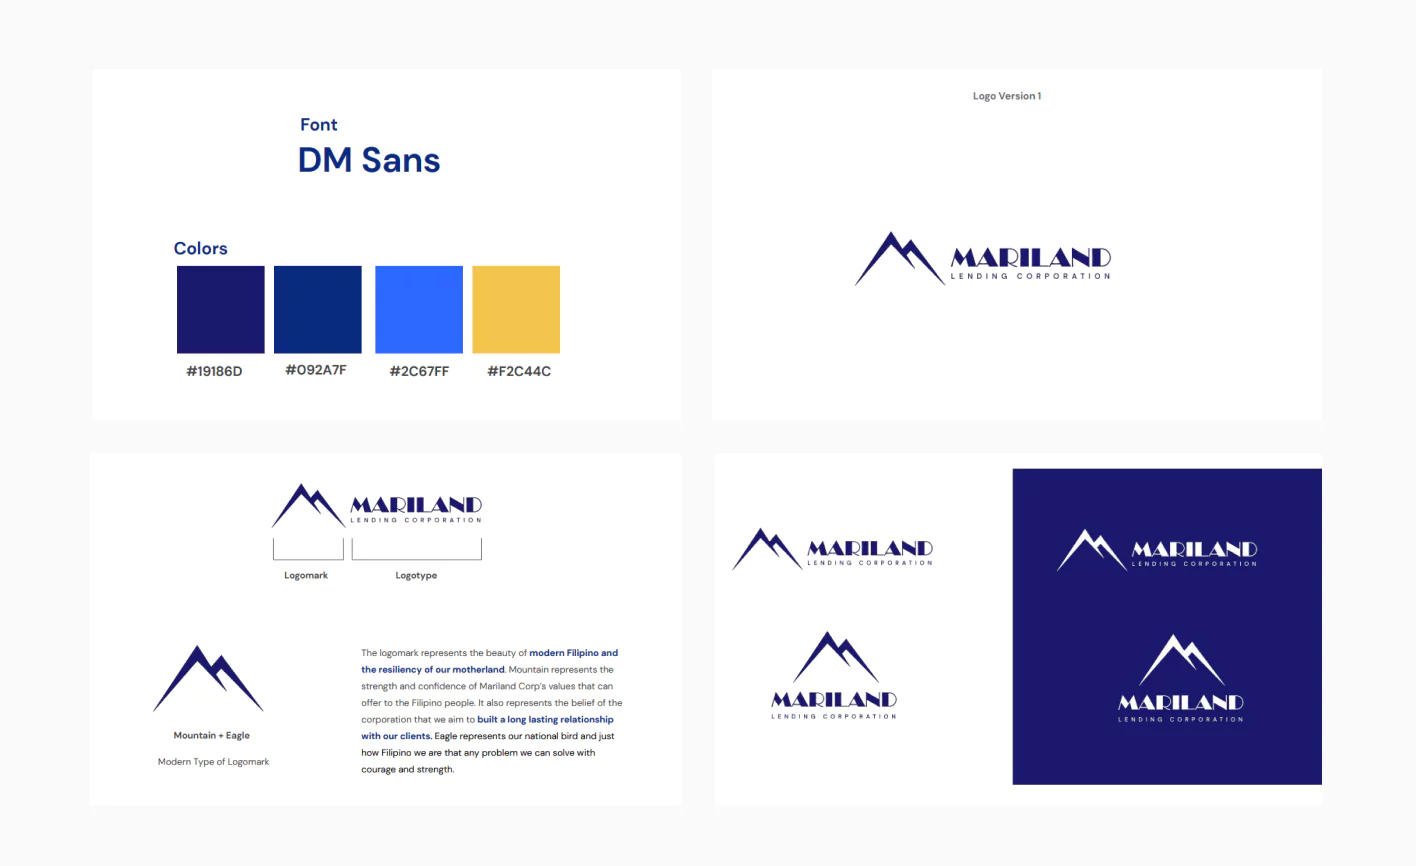 Font
DM Sans
Colors
#19186D
#092A7F
#2C67FF
#F2C44C
Logo Version 1
MARILAND
LENDING CORPORATION
MARILAND
LENDING CORPORATION
Logomark
Logotype
Mountain + Eagle
Modern Type of Logomark
The logomark represents the beauty of modern Filipino and
the resiliency of our motherland. Mountain represents the
strength and confidence of Mariland Corp's values that can
offer to the Filipino people. It also represents the belief of the
corporation that we aim to built a long lasting relationship
with our clients. Eagle represents our national bird and just
how Filipino we are that any problem we can solve with
courage and strength.
MARILAND
LENDING CORPORATION
MARILAND
LENDING CORPORATION
MARILAND
LENDING CORPORATION
MARILAND
LENDING CORPORATION